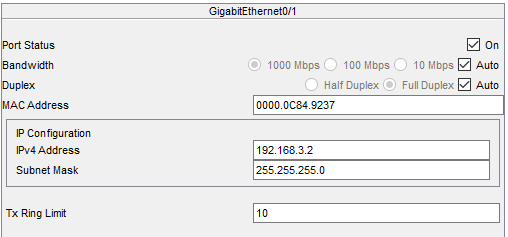 GigabitEthernet0/1
Port Status On
Bandwidth 1000 Mbps 100 Mbps 10 Mbps Auto
Duplex Half Duplex Full Duplex Auto
MAC Address 0000.0C84.9237
IP Configuration
IPv4 Address 192.168.3.2
Subnet Mask 255.255.255.0
Tx Ring Limit 10